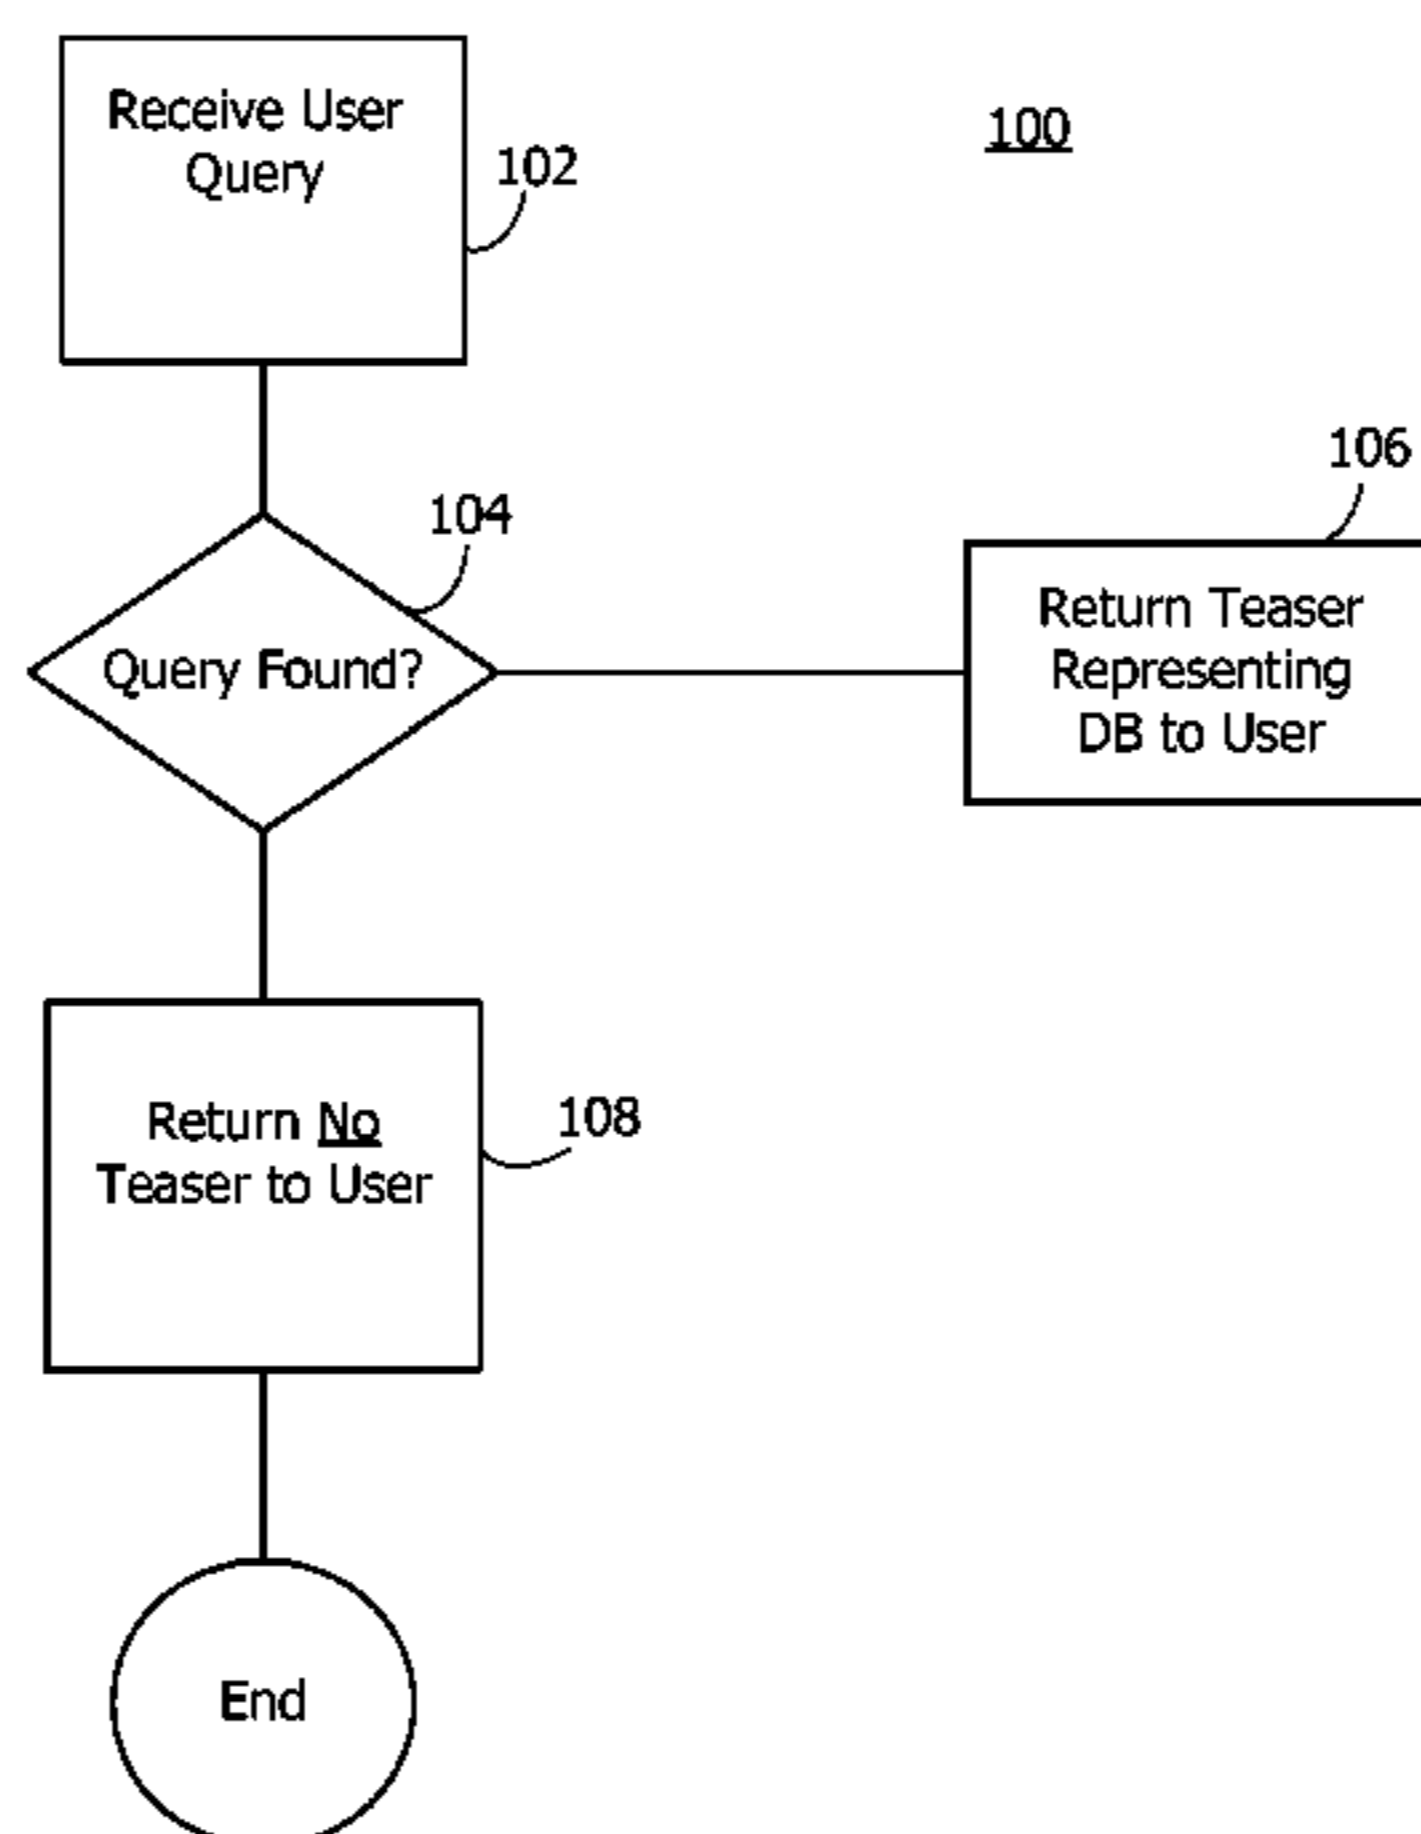 Receive User
Query
100
102
104
106
Query Found?
Return Teaser
Representing
DB to User
Return No
Teaser to User
108
End